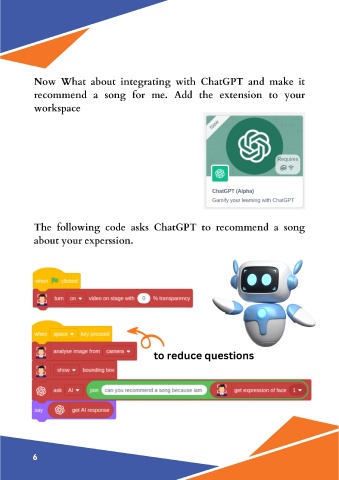 Now What about integrating with ChatGPT and make it
recommend a song for me. Add the extension to your
workspace
New
Requires
ChatGPT (Alpha)
Gamify your learning with ChatGPT
The following code asks ChatGPT to recommend a song
about your experssion.
when clicked
turn on video on stage with 0 % transparency
when space key pressed
analyse image from camera
to reduce questions
show bounding box
ask AI join can you recommend a song because iam get expression of face 1
say get AI response
6